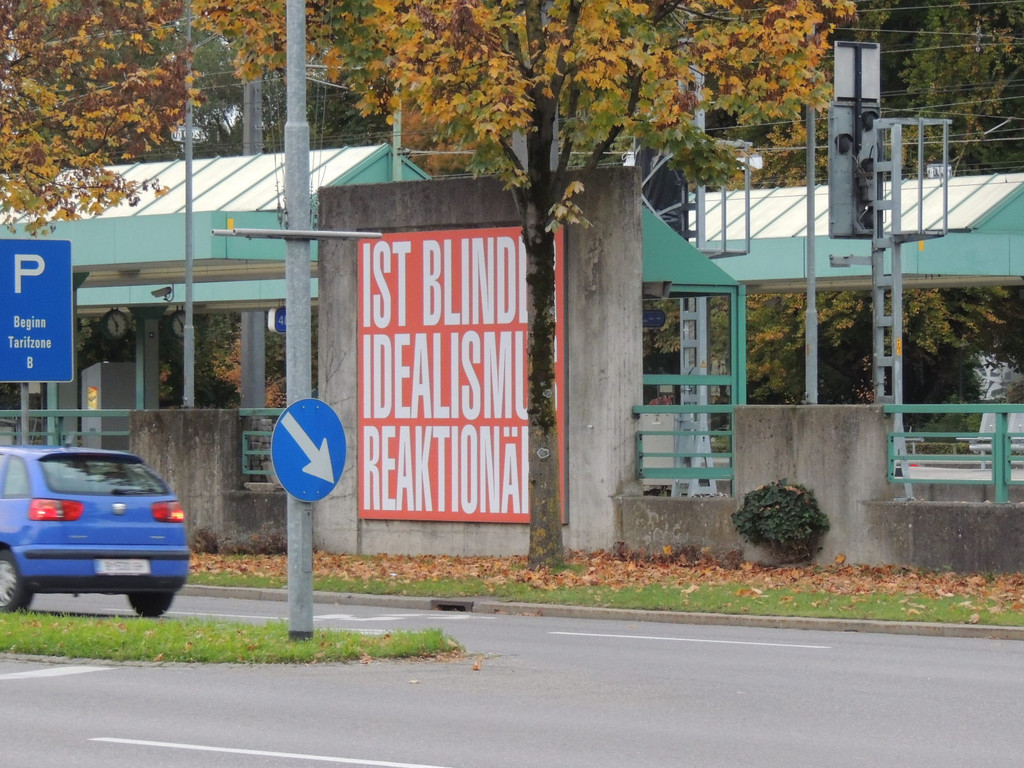 P
Beginn
Tarifzone
B
IST BLIND
IDEALISMU
REAKTIONÄ